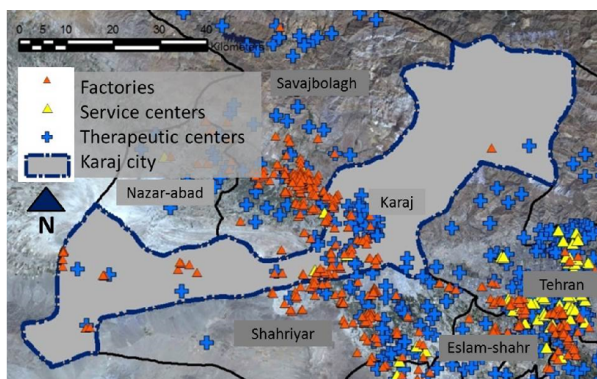 0 5 10 20 30 40
Kilometers
Savajbolagh
Factories
Service centers
Therapeutic centers
Karaj city
Nazar-abad
Karaj
N
Tehran
Shahriyar
Eslam-shahr